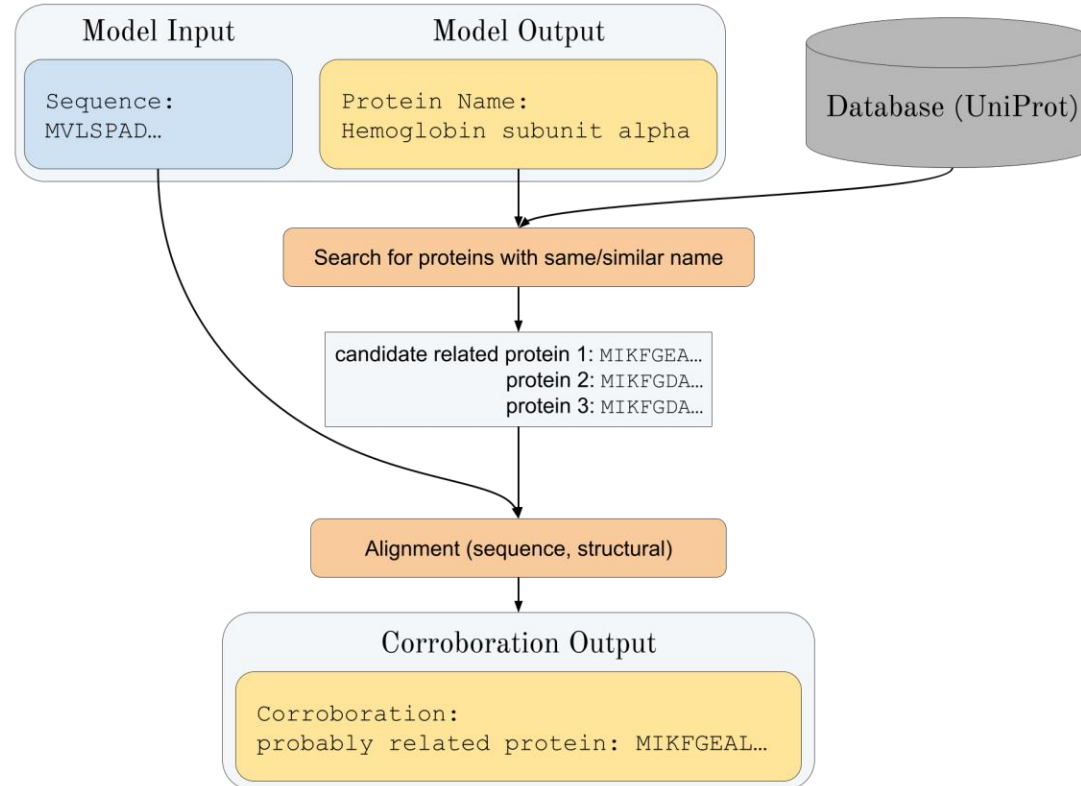 Model Input
Model Output
Sequence:
MVLSPAD…
Protein Name:
Hemoglobin subunit alpha
Database (UniProt)
Search for proteins with same/similar name
candidate related protein 1: MIKFGEA…
protein 2: MIKFGDA…
protein 3: MIKFGDA…
Alignment (sequence, structural)
Corroboration Output
Corroboration:
probably related protein: MIKFGEAL…